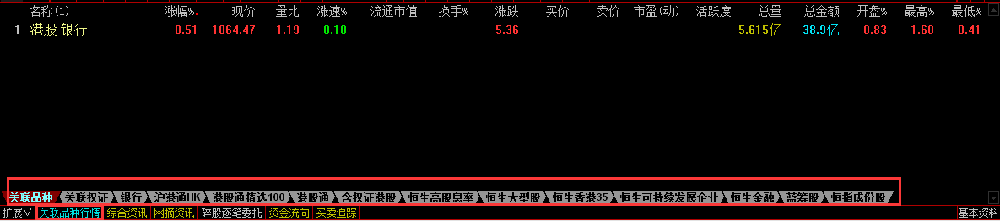 名称(1) 涨幅%↓ 现价 量比 涨速% 流通市值 换手% 涨跌 买价 卖价 市盈(动) 活跃度 总量 总金额 开盘% 最高% 最低%
1 港股-银行 0.51 1064.47 1.19 -0.10 – – 5.36 – – – – 5.615亿 38.9亿 0.83 1.60 0.41
关联品种 关联权证 银行 沪港通HK 港股通精选100 港股通 含权证港股 恒生高股息率 恒生大型股 恒生香港35 恒生可持续发展企业 恒生金融 蓝筹股 恒指成份股
扩展∨ 关联品种行情 综合资讯 网摘资讯 碎股逐笔委托 资金流向 买卖追踪 基本资料